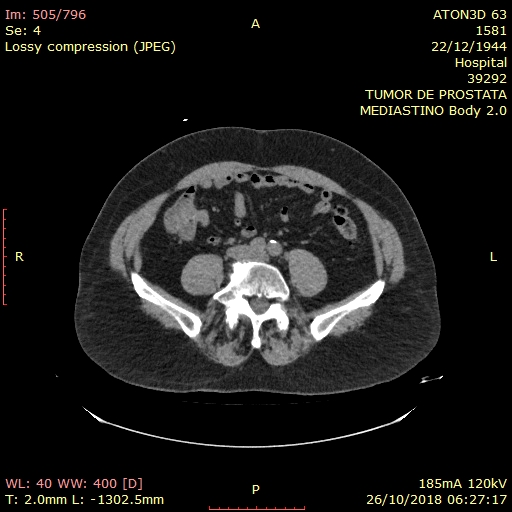 Im: 505/796
Se: 4
Lossy compression (JPEG)
A
ATON3D 63
1581
22/12/1944
Hospital
39292
TUMOR DE PROSTATA
MEDIASTINO Body 2.0
R
L
WL: 40 WW: 400 [D]
T: 2.0mm L: -1302.5mm
P
185mA 120kV
26/10/2018 06:27:17